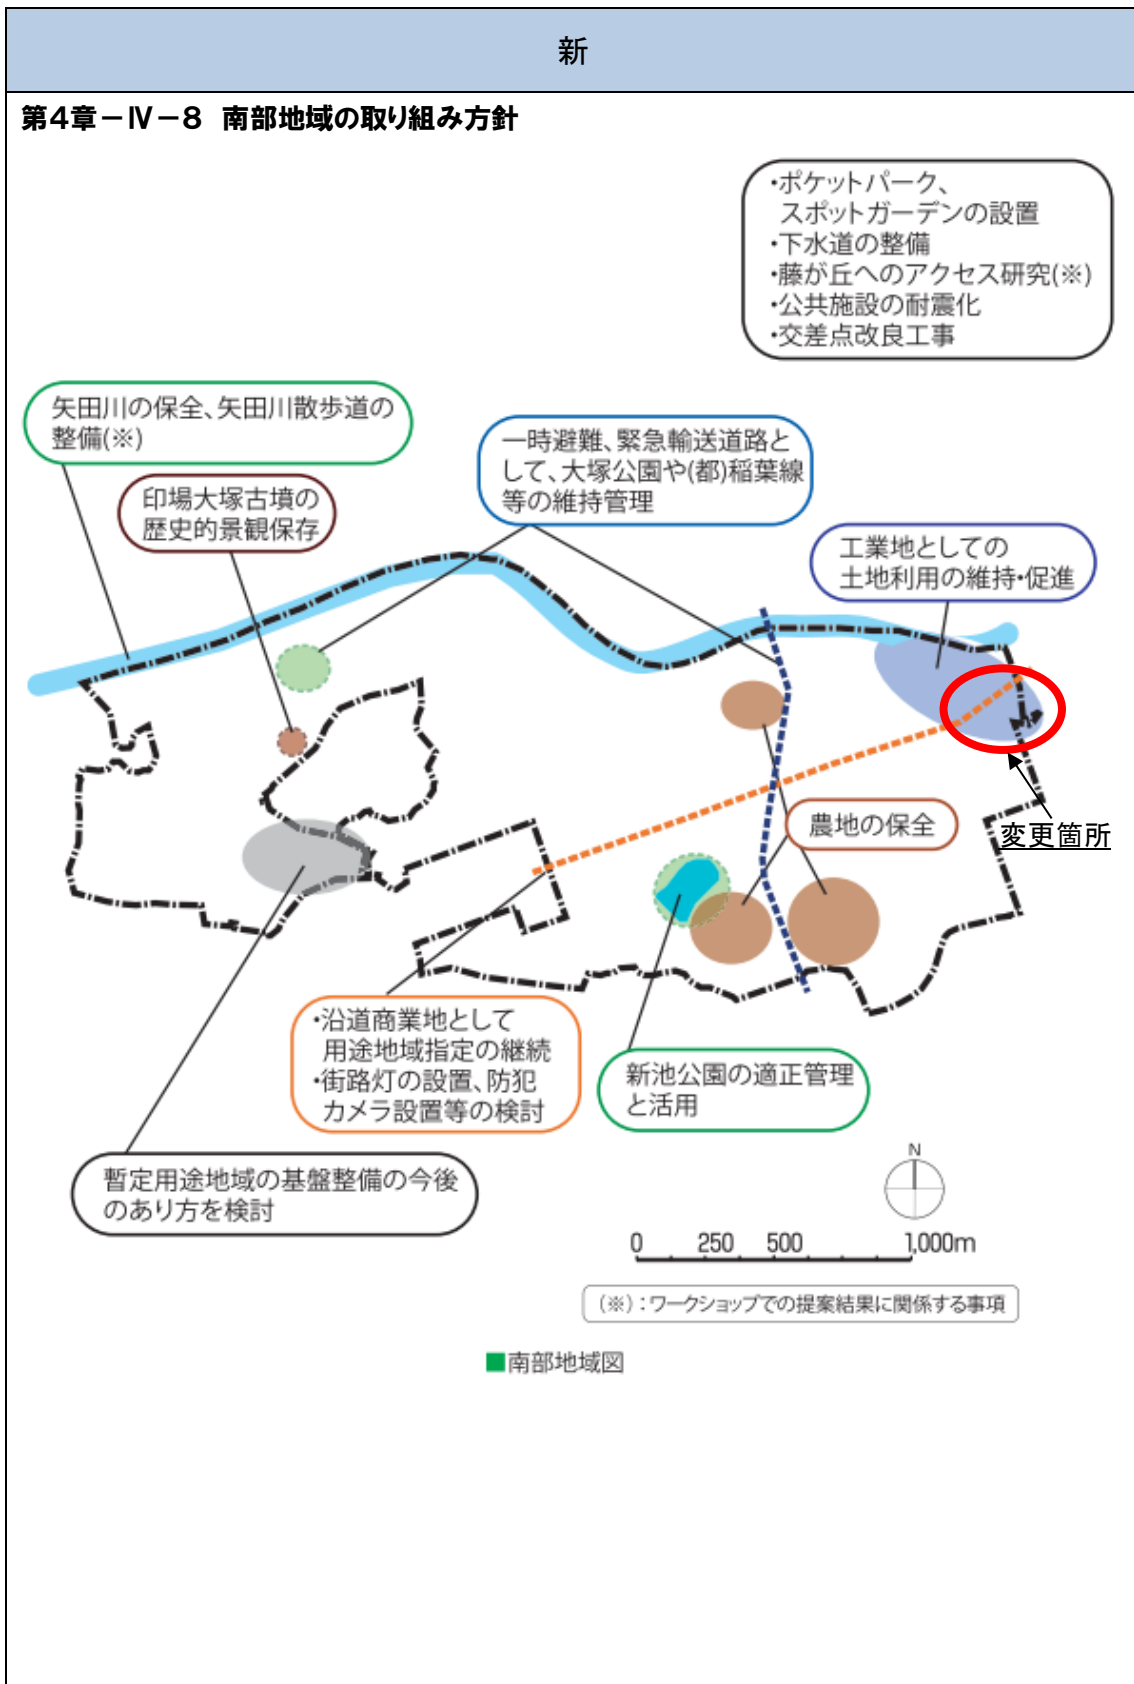 新
第4章－Ⅳ－8 南部地域の取り組み方針
・ポケットパーク、
スポットガーデンの設置
・下水道の整備
・藤が丘へのアクセス研究(※)
・公共施設の耐震化
・交差点改良工事
矢田川の保全、矢田川散歩道の
整備(※)
一時避難、緊急輸送道路と
して、大塚公園や(都)稲葉線
等の維持管理
印場大塚古墳の
歴史的景観保存
工業地としての
土地利用の維持・促進
農地の保全
変更箇所
・沿道商業地として
用途地域指定の継続
・街路灯の設置、防犯
カメラ設置等の検討
新池公園の適正管理
と活用
暫定用途地域の基盤整備の今後
のあり方を検討
N
0 250 500 1,000m
(※)：ワークショップでの提案結果に関係する事項
■南部地域図